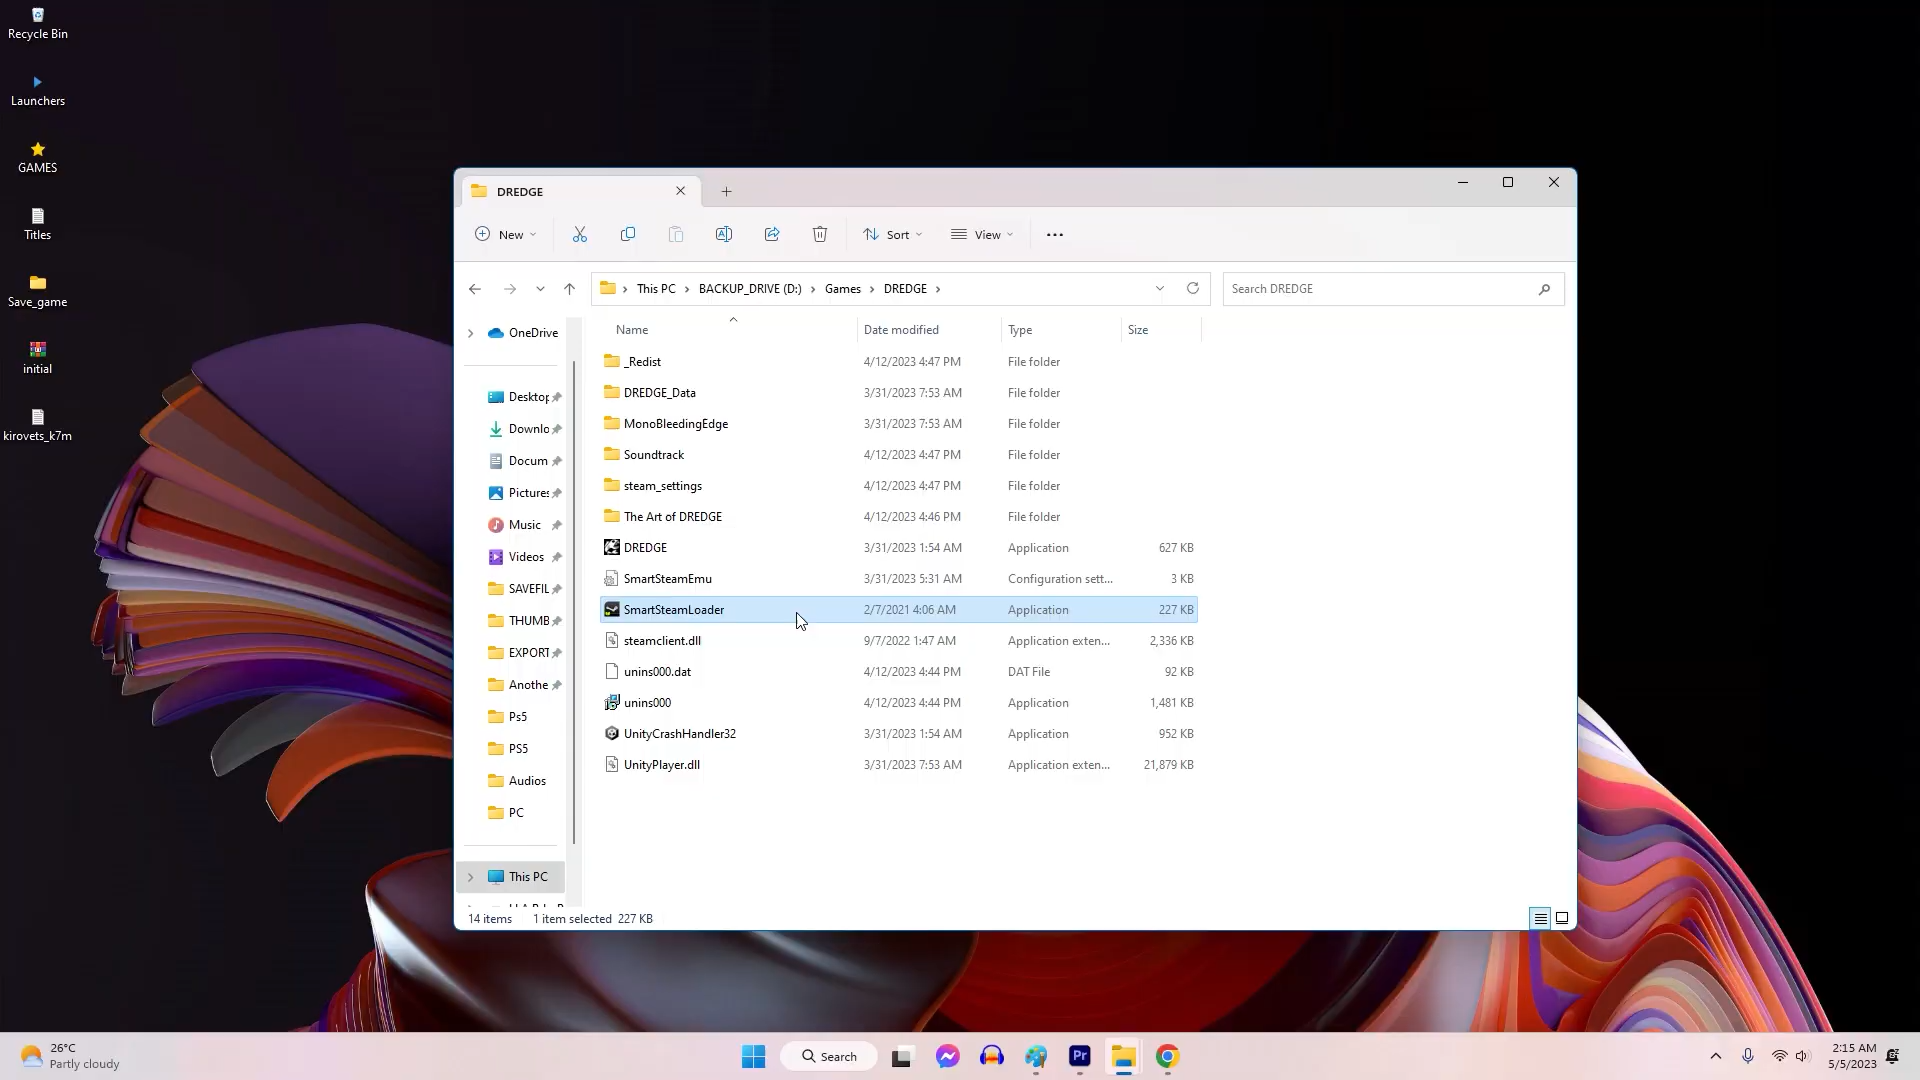 Recycle Bin
Launchers
GAMES
Titles
Save_game
initial
kirovets_k7m
DREDGE
New
Sort
View
This PC
BACKUP_DRIVE (D:)
Games
DREDGE
Search DREDGE
Name
Date modified
Type
Size
OneDrive
Desktop
Downlo
Docum
Pictures
Music
Videos
SAVEFIL
THUMB
EXPORT
Anothe
Ps5
PS5
Audios
PC
This PC
_Redist 4/12/2023 4:47 PM File folder
DREDGE_Data 3/31/2023 7:53 AM File folder
MonoBleedingEdge 3/31/2023 7:53 AM File folder
Soundtrack 4/12/2023 4:47 PM File folder
steam_settings 4/12/2023 4:47 PM File folder
The Art of DREDGE 4/12/2023 4:46 PM File folder
DREDGE 3/31/2023 1:54 AM Application 627 KB
SmartSteamEmu 3/31/2023 5:31 AM Configuration sett... 3 KB
SmartSteamLoader 2/7/2021 4:06 AM Application 227 KB
steamclient.dll 9/7/2022 1:47 AM Application exten... 2,336 KB
unins000.dat 4/12/2023 4:44 PM DAT File 92 KB
unins000 4/12/2023 4:44 PM Application 1,481 KB
UnityCrashHandler32 3/31/2023 1:54 AM Application 952 KB
UnityPlayer.dll 3/31/2023 7:53 AM Application exten... 21,879 KB
14 items 1 item selected 227 KB
26°C
Partly cloudy
Search
Pr
2:15 AM
5/5/2023